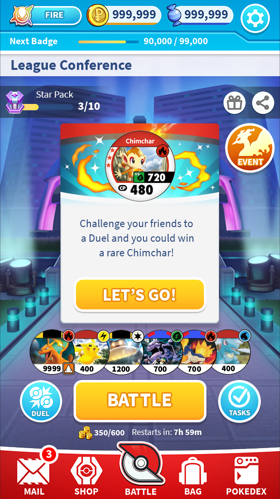 FIRE
999,999
999,999
Next Badge
90,000 / 99,000
League Conference
Star Pack
3/10
Chimchar
720
CP 480
EVENT
Challenge your friends to
a Duel and you could win
a rare Chimchar!
LET'S GO!
9999
400
1200
700
700
400
DUEL
BATTLE
TASKS
350/600 Restarts in: 7h 59m
3
MAIL
SHOP
BATTLE
BAG
POKEDEX